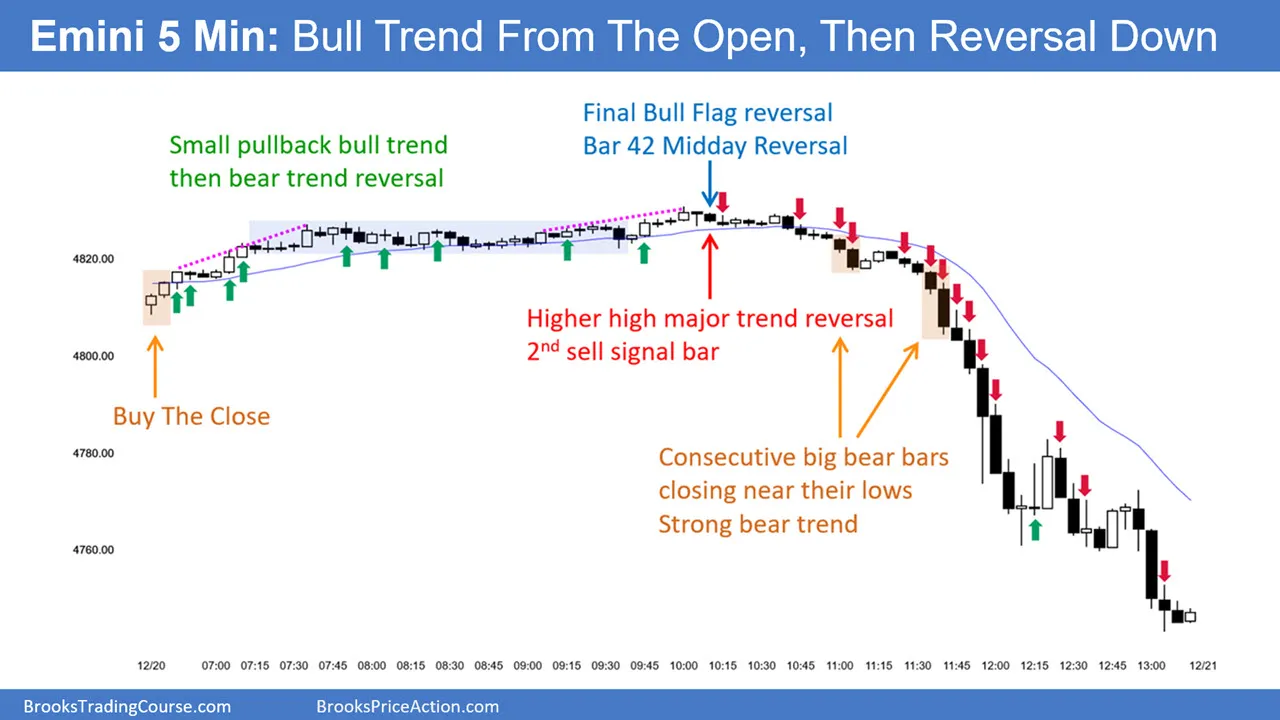 Emini 5 Min: Bull Trend From The Open, Then Reversal Down
Final Bull Flag reversal
Bar 42 Midday Reversal
Small pullback bull trend
then bear trend reversal
4820.00
Higher high major trend reversal
2nd sell signal bar
4800.00
Buy The Close
4780.00
Consecutive big bear bars
closing near their lows
Strong bear trend
4760.00
12/20 07:00 07:15 07:30 07:45 08:00 08:15 08:30 08:45 09:00 09:15 09:30 09:45 10:00 10:15 10:30 10:45 11:00 11:15 11:30 11:45 12:00 12:15 12:30 12:45 13:00 12/21
BrooksTradingCourse.com BrooksPriceAction.com